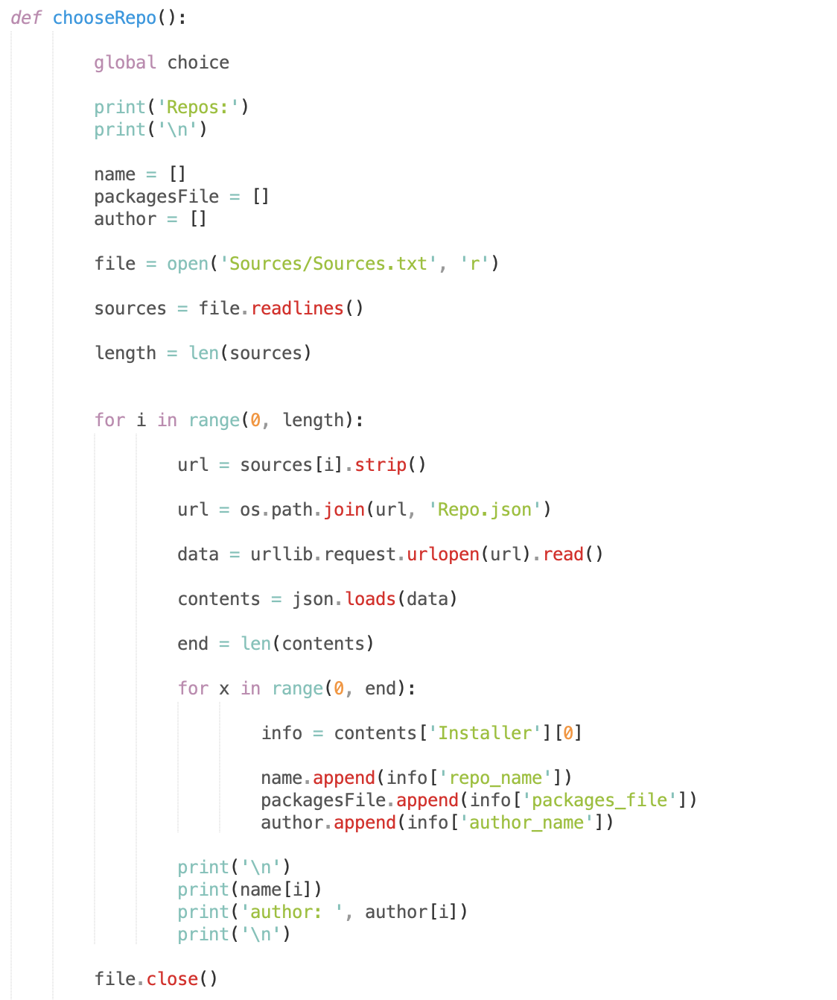 def chooseRepo():
global choice
print('Repos:')
print('\n')
name = []
packagesFile = []
author = []
file = open('Sources/Sources.txt', 'r')
sources = file.readlines()
length = len(sources)
for i in range(0, length):
url = sources[i].strip()
url = os.path.join(url, 'Repo.json')
data = urllib.request.urlopen(url).read()
contents = json.loads(data)
end = len(contents)
for x in range(0, end):
info = contents['Installer'][0]
name.append(info['repo_name'])
packagesFile.append(info['packages_file'])
author.append(info['author_name'])
print('\n')
print(name[i])
print('author: ', author[i])
print('\n')
file.close()